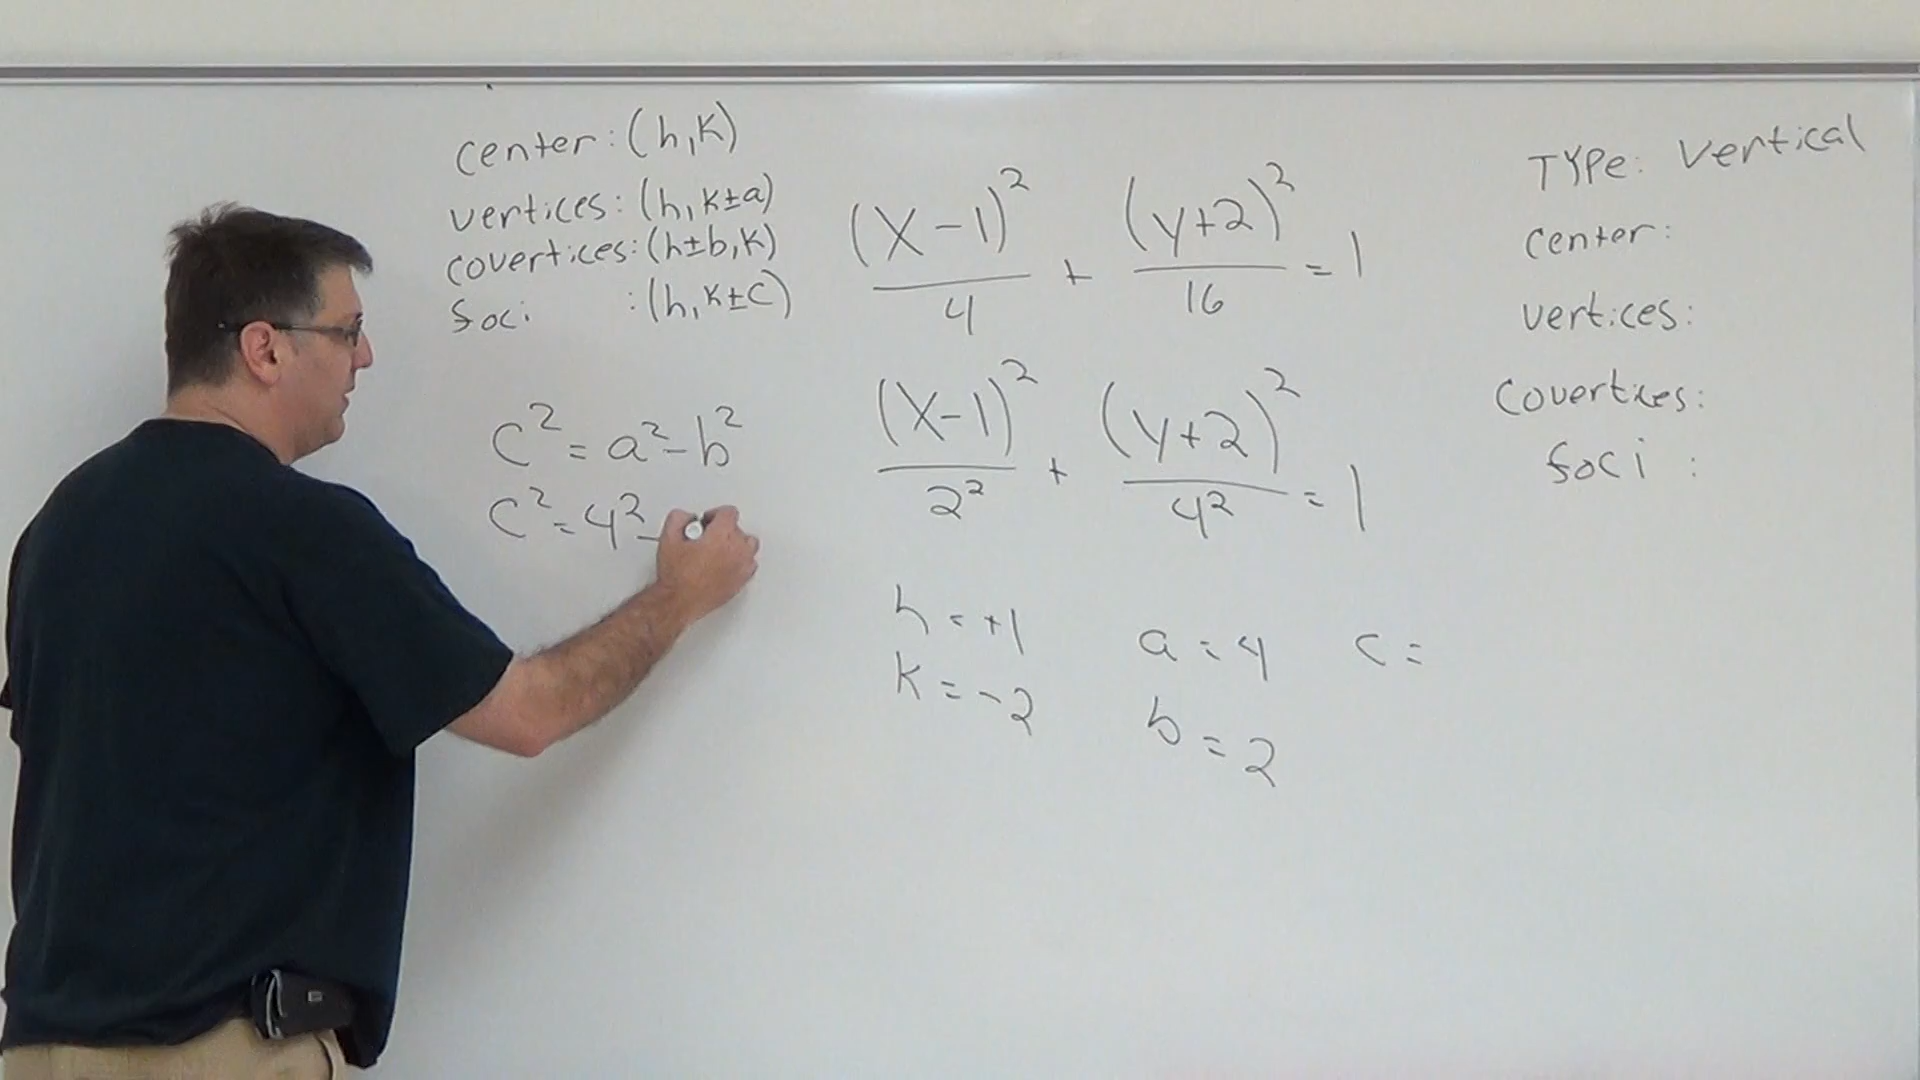 center: (h,k)
vertices: (h,k±a)
covertices: (h±b,k)
foci : (h,k±c)
c² = a² - b²
c² = 4² -
(x-1)²/4 + (y+2)²/16 = 1
(x-1)²/2² + (y+2)²/4² = 1
h = +1
k = -2
a = 4
b = 2
c =
TYPe: vertical
center:
vertices:
covertices:
foci :